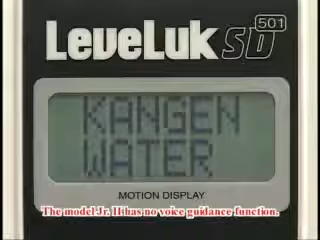 LeveLuk SD
501
KANGEN
WATER
MOTION DISPLAY
The model Jr. II has no voice guidance function.